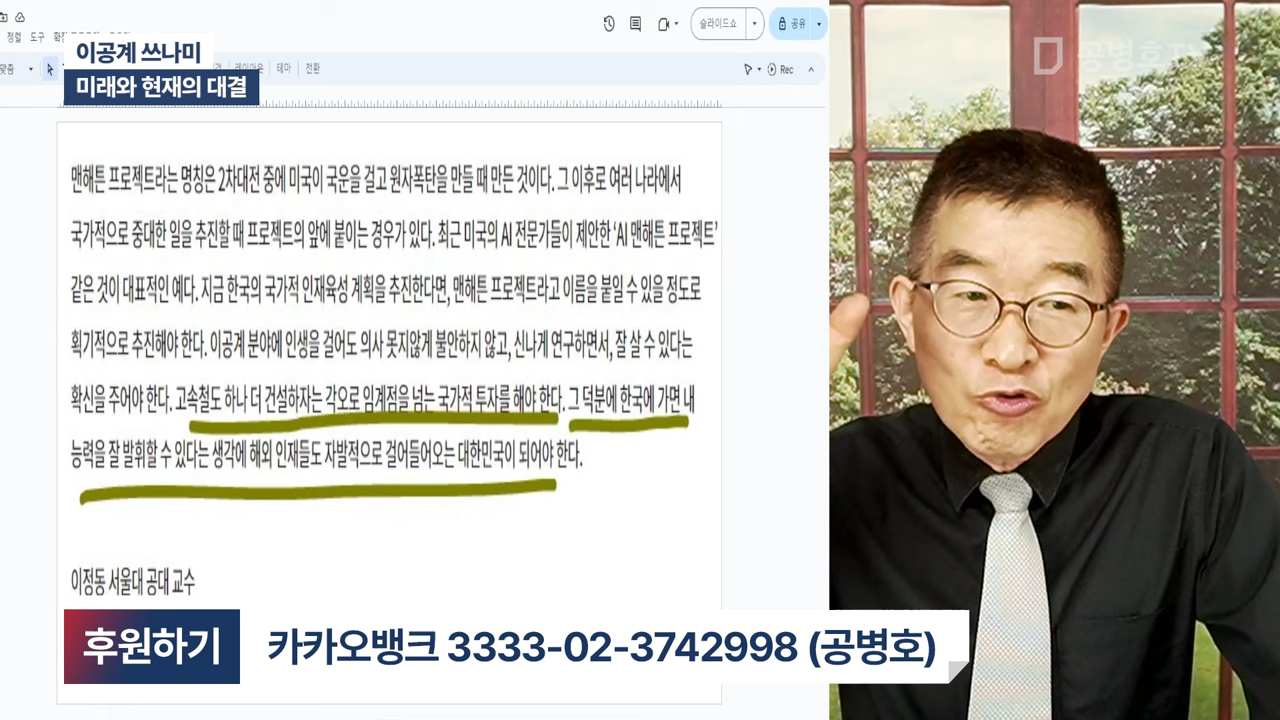 정렬 도구
이공계 쓰나미
미래와 현재의 대결
맞춤
테마
전환
슬라이드쇼
공유
Rec
공병호TV
맨해튼 프로젝트라는 명칭은 2차대전 중에 미국이 국운을 걸고 원자폭탄을 만들 때 만든 것이다. 그 이후로 여러 나라에서
국가적으로 중대한 일을 추진할 때 프로젝트의 앞에 붙이는 경우가 있다. 최근 미국의 AI 전문가들이 제안한 ‘AI 맨해튼 프로젝트’
같은 것이 대표적인 예다. 지금 한국의 국가적 인재육성 계획을 추진한다면, 맨해튼 프로젝트라고 이름을 붙일 수 있을 정도로
획기적으로 추진해야 한다. 이공계 분야에 인생을 걸어도 의사 못지않게 불안하지 않고, 신나게 연구하면서, 잘 살 수 있다는
확신을 주어야 한다. 고속철도 하나 더 건설하자는 각오로 임계점을 넘는 국가적 투자를 해야 한다. 그 덕분에 한국에 가면 내
능력을 잘 발휘할 수 있다는 생각에 해외 인재들도 자발적으로 걸어들어오는 대한민국이 되어야 한다.
이정동 서울대 공대 교수
후원하기
카카오뱅크 3333-02-3742998 (공병호)